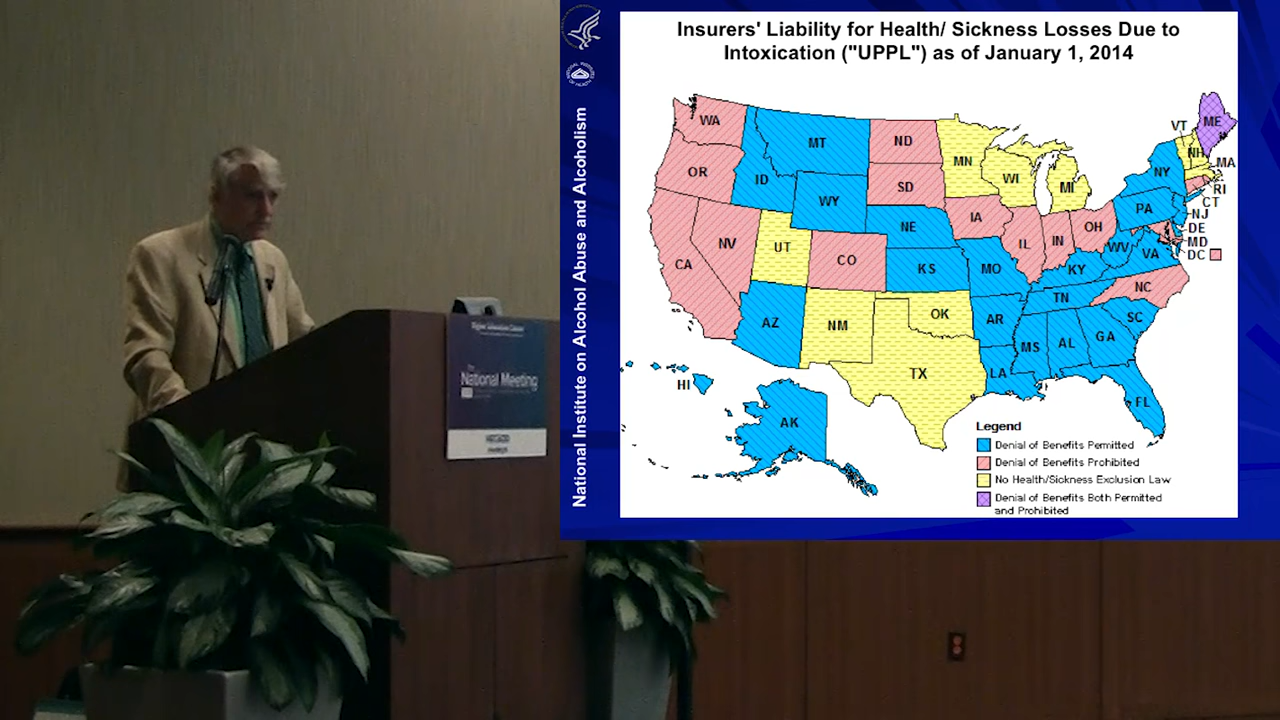 Insurers' Liability for Health/ Sickness Losses Due to
Intoxication ("UPPL") as of January 1, 2014
National Institute on Alcohol Abuse and Alcoholism
WA
OR
CA
NV
ID
MT
WY
UT
CO
AZ
NM
ND
SD
NE
KS
OK
TX
MN
WI
MI
IA
IL
IN
OH
MO
AR
LA
MS
AL
GA
FL
SC
NC
TN
KY
WV
VA
PA
NY
VT
NH
ME
MA
RI
CT
NJ
DE
MD
DC
HI
AK
Legend
Denial of Benefits Permitted
Denial of Benefits Prohibited
No Health/Sickness Exclusion Law
Denial of Benefits Both Permitted
and Prohibited
National Meeting